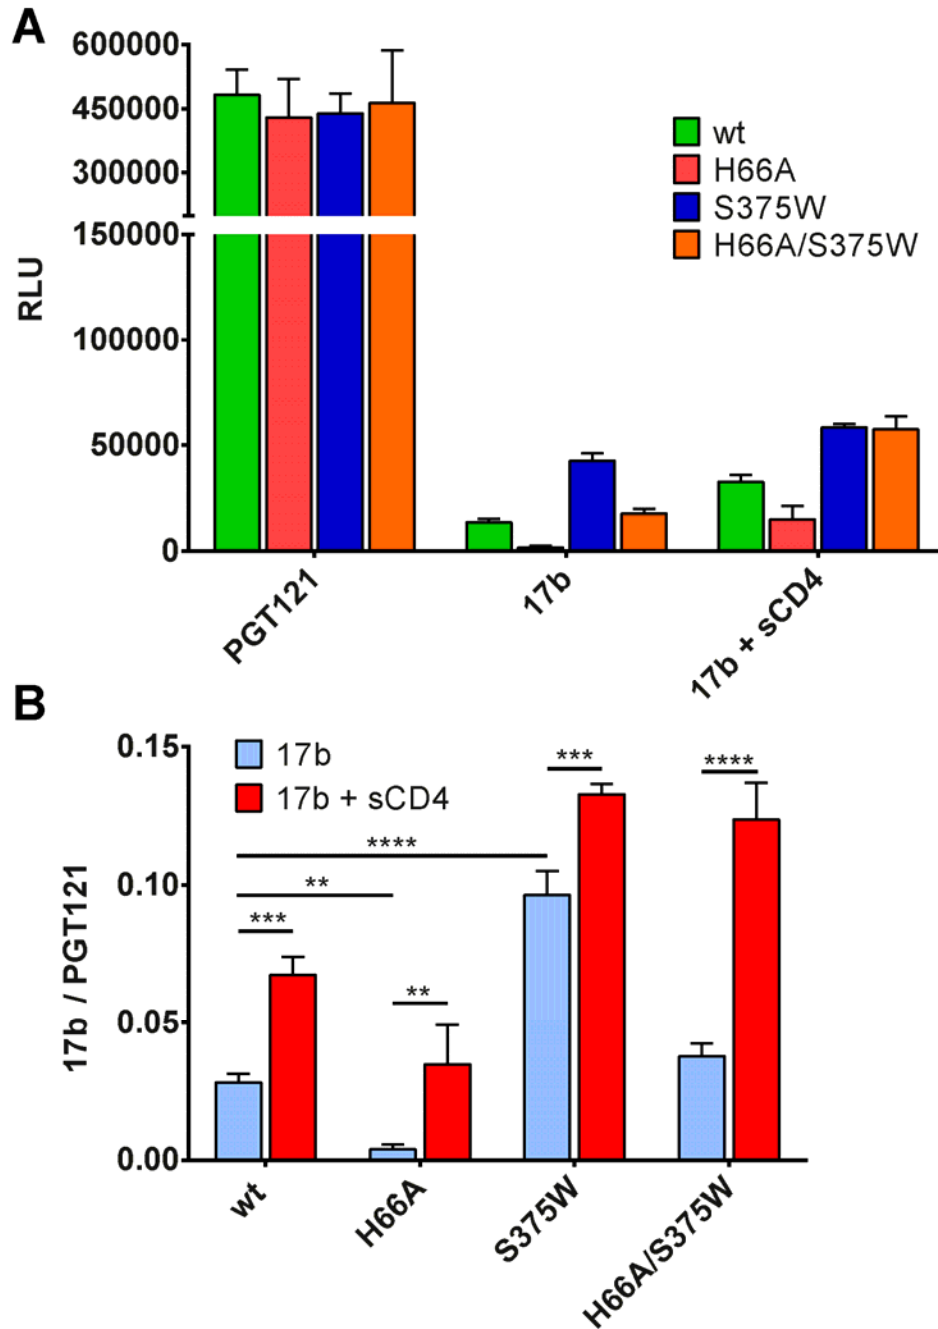 A
600000
450000
300000
150000
100000
50000
0
RLU
wt
H66A
S375W
H66A/S375W
PGT121
17b
17b + sCD4
B
0.15
0.10
0.05
0.00
17b / PGT121
17b
17b + sCD4
***
****
****
**
***
**
wt
H66A
S375W
H66A/S375W